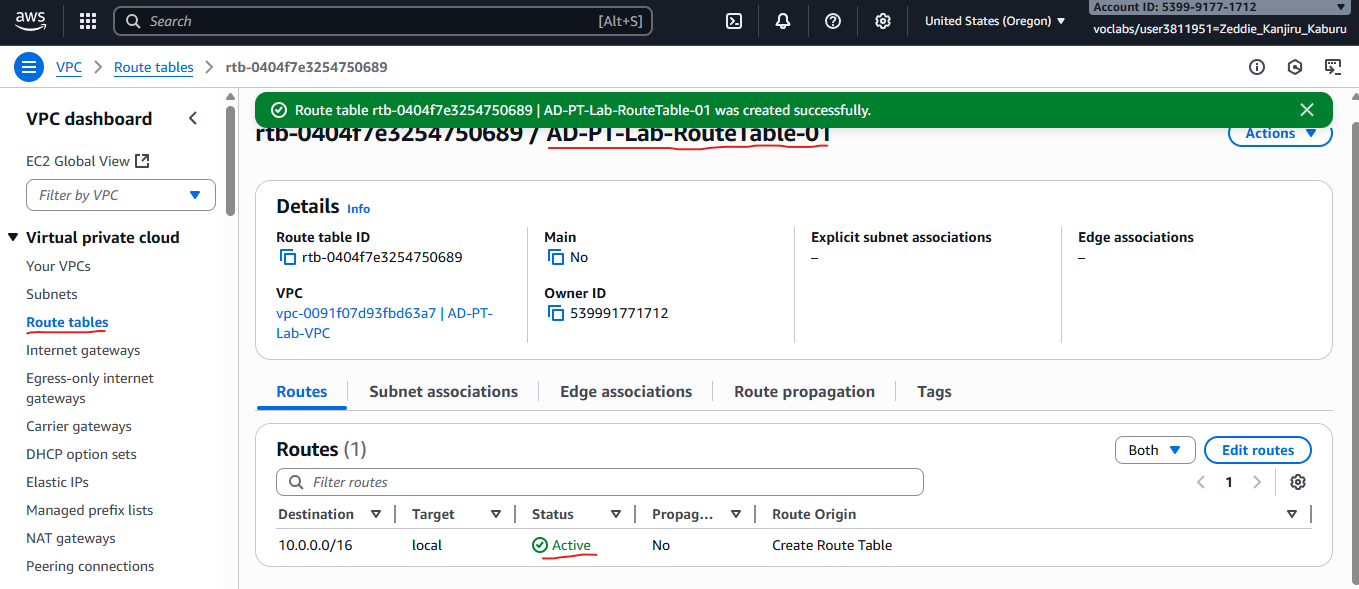 aws
Search [Alt+S]
United States (Oregon)
Account ID: 5399-9177-1712
voclabs/user3811951=Zeddie_Kanjiru_Kaburu
VPC > Route tables > rtb-0404f7e3254750689
VPC dashboard
EC2 Global View
Filter by VPC
Virtual private cloud
Your VPCs
Subnets
Route tables
Internet gateways
Egress-only internet
gateways
Carrier gateways
DHCP option sets
Elastic IPs
Managed prefix lists
NAT gateways
Peering connections
Route table rtb-0404f7e3254750689 | AD-PT-Lab-RouteTable-01 was created successfully.
rtb-0404f7e3254750689 / AD-PT-Lab-RouteTable-01
Actions
Details Info
Route table ID
rtb-0404f7e3254750689
Main
No
Explicit subnet associations
–
Edge associations
–
VPC
vpc-0091f07d93fbd63a7 | AD-PT-
Lab-VPC
Owner ID
539991771712
Routes Subnet associations Edge associations Route propagation Tags
Routes (1)
Both Edit routes
Filter routes
1
Destination Target Status Propag... Route Origin
10.0.0.0/16 local Active No Create Route Table